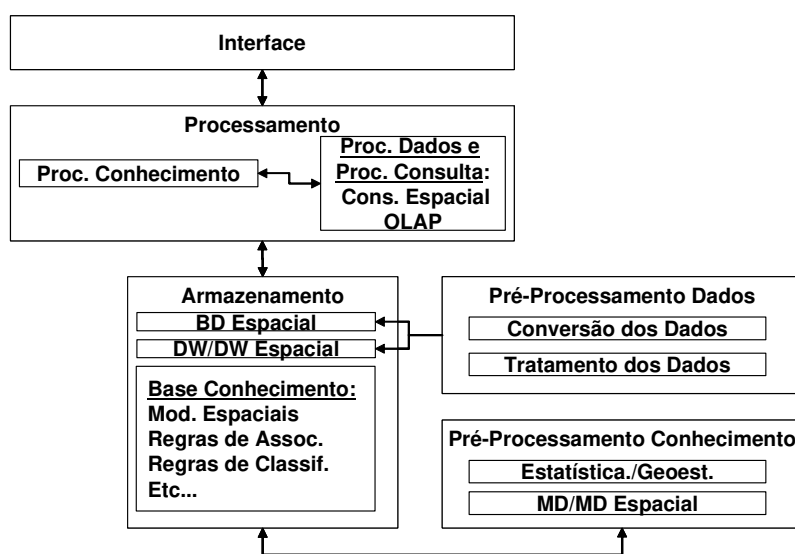 Interface
Processamento
Proc. Conhecimento
Proc. Dados e
Proc. Consulta:
Cons. Espacial
OLAP
Armazenamento
BD Espacial
DW/DW Espacial
Base Conhecimento:
Mod. Espaciais
Regras de Assoc.
Regras de Classif.
Etc...
Pré-Processamento Dados
Conversão dos Dados
Tratamento dos Dados
Pré-Processamento Conhecimento
Estatística./Geoest.
MD/MD Espacial